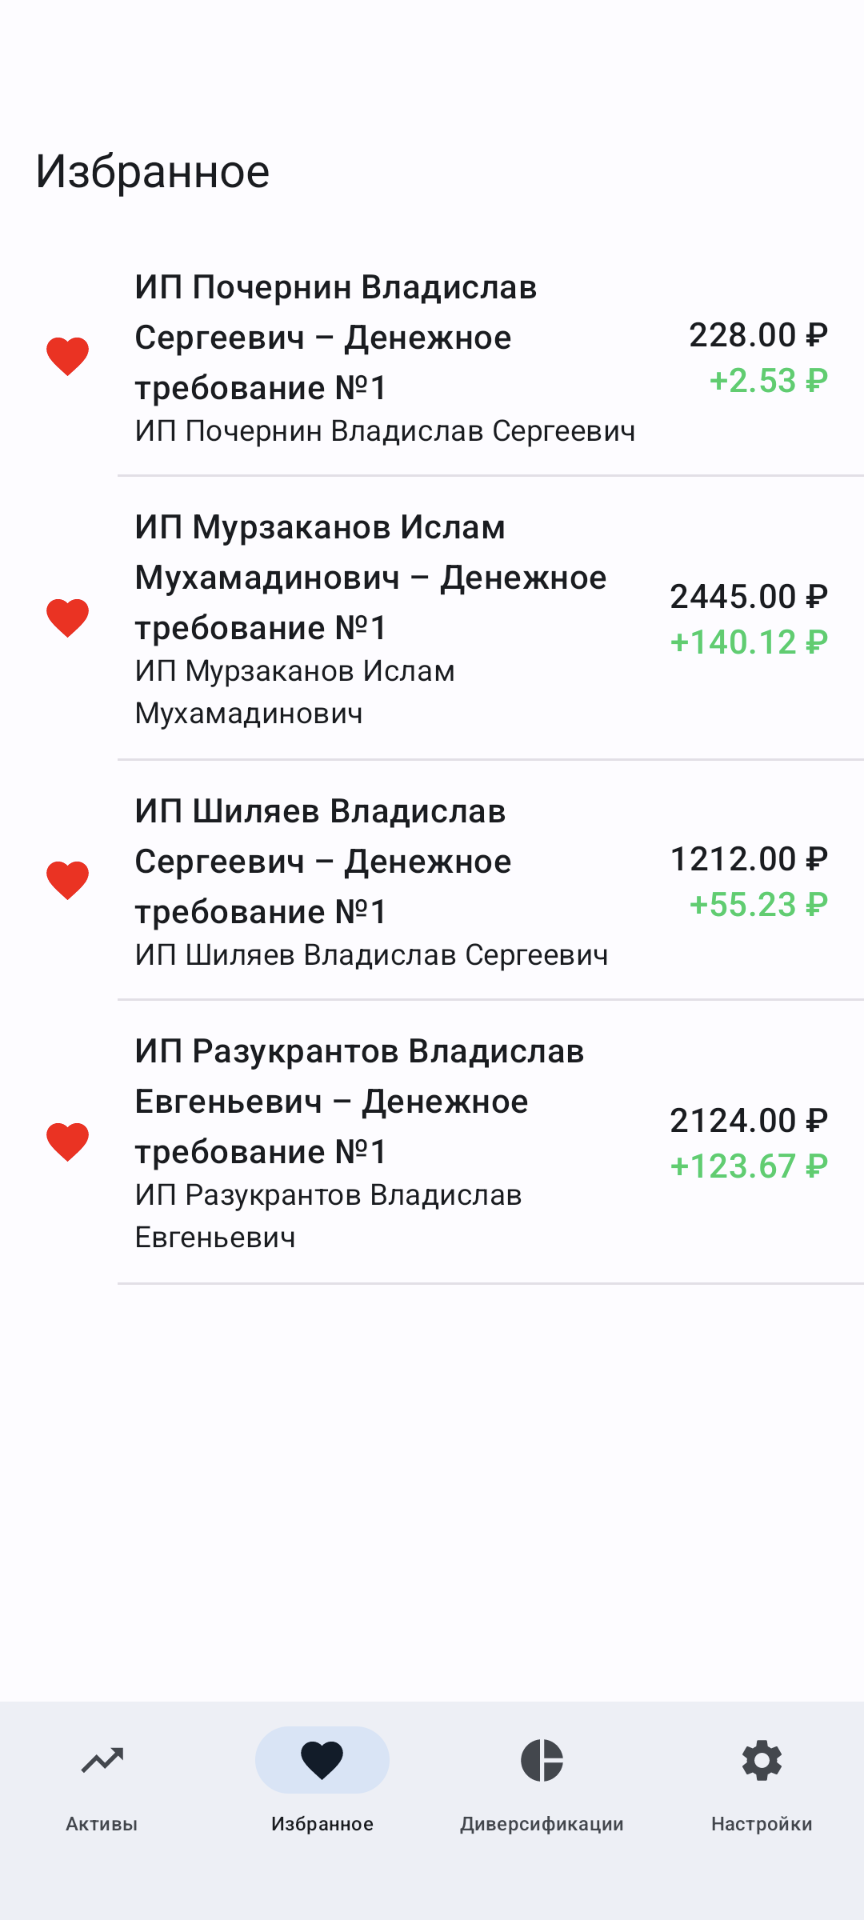 Избранное
ИП Почернин Владислав
Сергеевич – Денежное
требование №1
ИП Почернин Владислав Сергеевич
228.00 ₽
+2.53 ₽
ИП Мурзаканов Ислам
Мухамадинович – Денежное
требование №1
ИП Мурзаканов Ислам
Мухамадинович
2445.00 ₽
+140.12 ₽
ИП Шиляев Владислав
Сергеевич – Денежное
требование №1
ИП Шиляев Владислав Сергеевич
1212.00 ₽
+55.23 ₽
ИП Разукрантов Владислав
Евгеньевич – Денежное
требование №1
ИП Разукрантов Владислав
Евгеньевич
2124.00 ₽
+123.67 ₽
Активы
Избранное
Диверсификации
Настройки